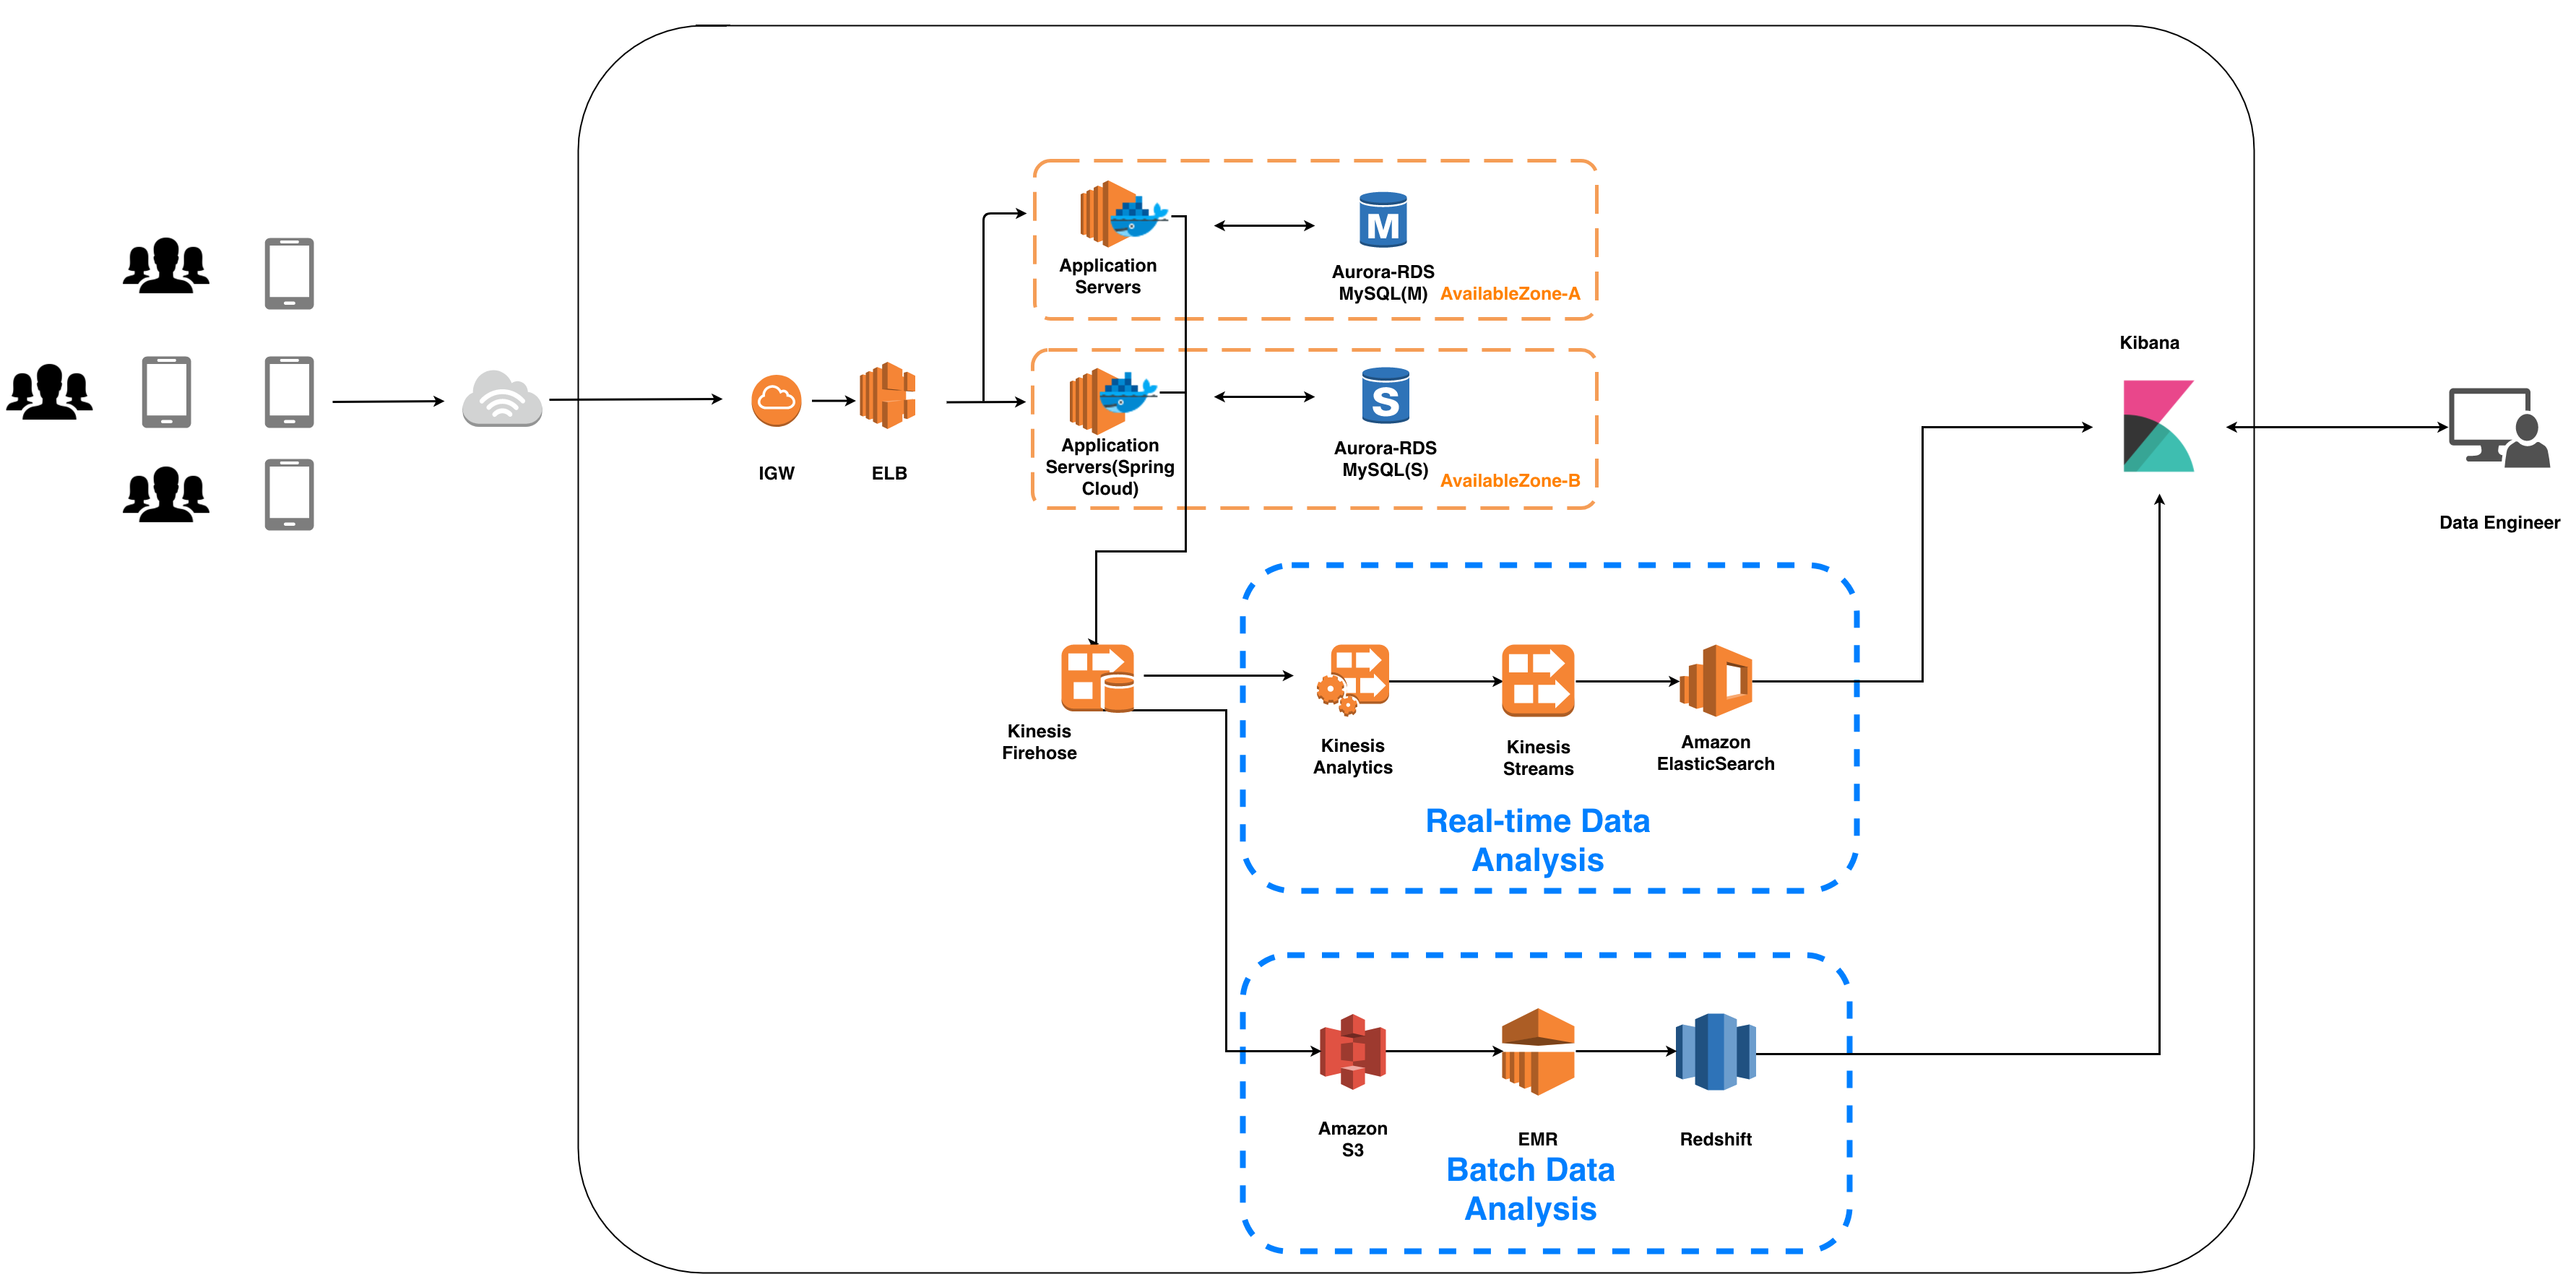 Application
Servers
M
Aurora-RDS
MySQL(M)
AvailableZone-A
Kibana
IGW
ELB
Application
Servers(Spring
Cloud)
S
Aurora-RDS
MySQL(S)
AvailableZone-B
Data Engineer
Kinesis
Firehose
Kinesis
Analytics
Kinesis
Streams
Amazon
ElasticSearch
Real-time Data
Analysis
Amazon
S3
EMR
Redshift
Batch Data
Analysis